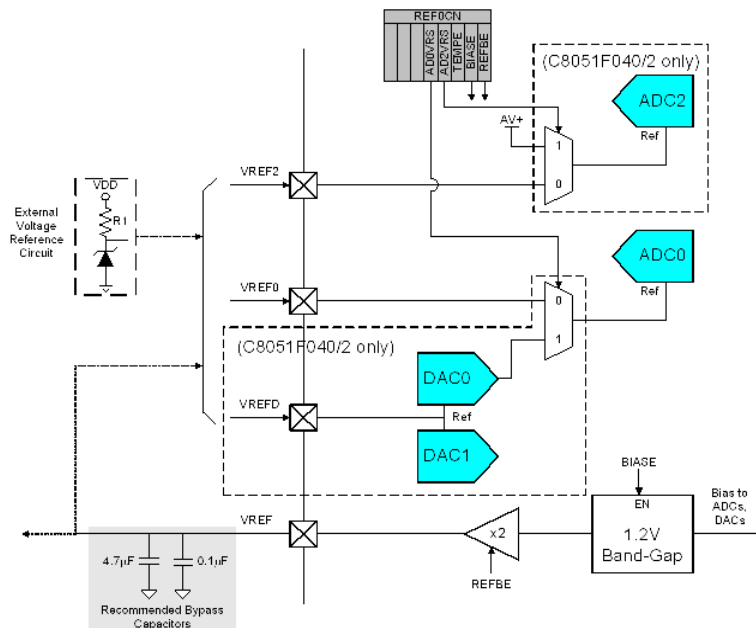 REF0CN
AD0VRS
AD2VRS
TEMPE
BIASE
REFBE
(C8051F040/2 only)
ADC2
AV+
Ref
1
0
VREF2
VDD
R1
External
Voltage
Reference
Circuit
ADC0
Ref
VREF0
0
1
(C8051F040/2 only)
DAC0
VREFD
Ref
DAC1
BIASE
EN
Bias to
ADCs,
DACs
VREF
x2
1.2V
Band-Gap
REFBE
4.7μF
0.1μF
Recommended Bypass
Capacitors